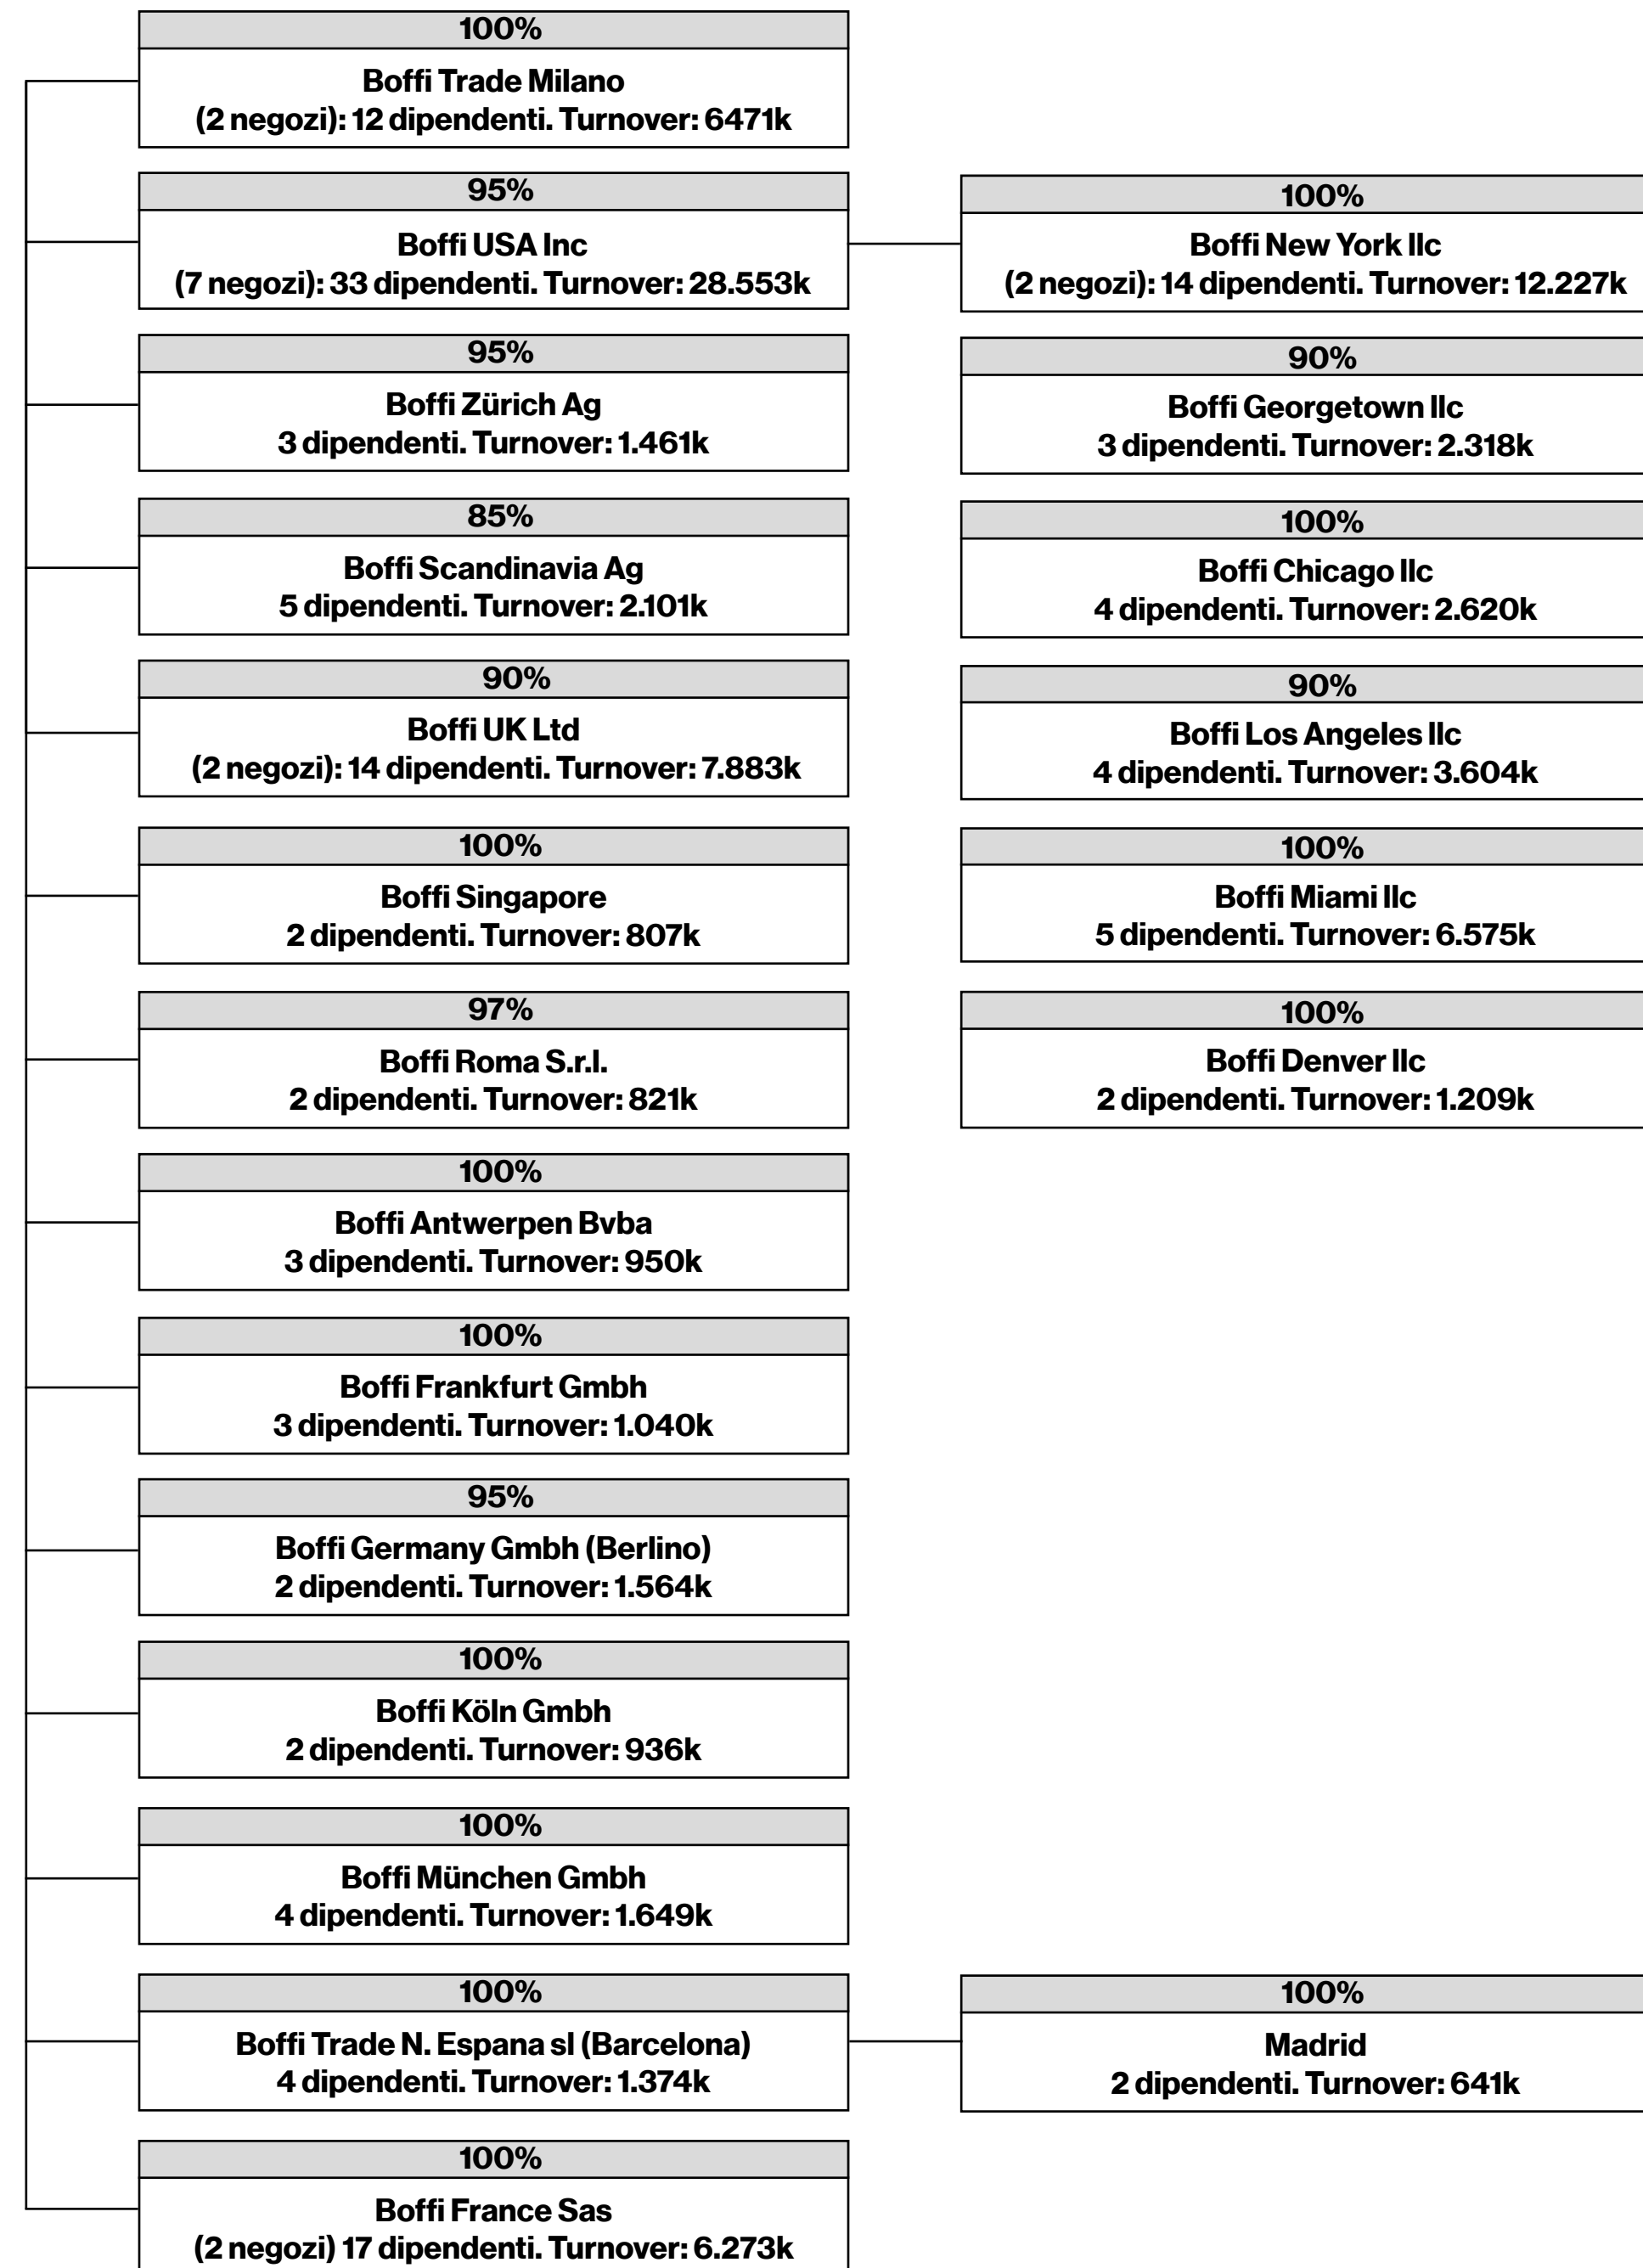 100%
Boffi Trade Milano
(2 negozi): 12 dipendenti. Turnover: 6471k
95%
Boffi USA Inc
(7 negozi): 33 dipendenti. Turnover: 28.553k
100%
Boffi New York llc
(2 negozi): 14 dipendenti. Turnover: 12.227k
95%
Boffi Zürich Ag
3 dipendenti. Turnover: 1.461k
90%
Boffi Georgetown llc
3 dipendenti. Turnover: 2.318k
85%
Boffi Scandinavia Ag
5 dipendenti. Turnover: 2.101k
100%
Boffi Chicago llc
4 dipendenti. Turnover: 2.620k
90%
Boffi UK Ltd
(2 negozi): 14 dipendenti. Turnover: 7.883k
90%
Boffi Los Angeles llc
4 dipendenti. Turnover: 3.604k
100%
Boffi Singapore
2 dipendenti. Turnover: 807k
100%
Boffi Miami llc
5 dipendenti. Turnover: 6.575k
97%
Boffi Roma S.r.l.
2 dipendenti. Turnover: 821k
100%
Boffi Denver llc
2 dipendenti. Turnover: 1.209k
100%
Boffi Antwerpen Bvba
3 dipendenti. Turnover: 950k
100%
Boffi Frankfurt Gmbh
3 dipendenti. Turnover: 1.040k
95%
Boffi Germany Gmbh (Berlino)
2 dipendenti. Turnover: 1.564k
100%
Boffi Köln Gmbh
2 dipendenti. Turnover: 936k
100%
Boffi München Gmbh
4 dipendenti. Turnover: 1.649k
100%
Boffi Trade N. Espana sl (Barcelona)
4 dipendenti. Turnover: 1.374k
100%
Madrid
2 dipendenti. Turnover: 641k
100%
Boffi France Sas
(2 negozi) 17 dipendenti. Turnover: 6.273k